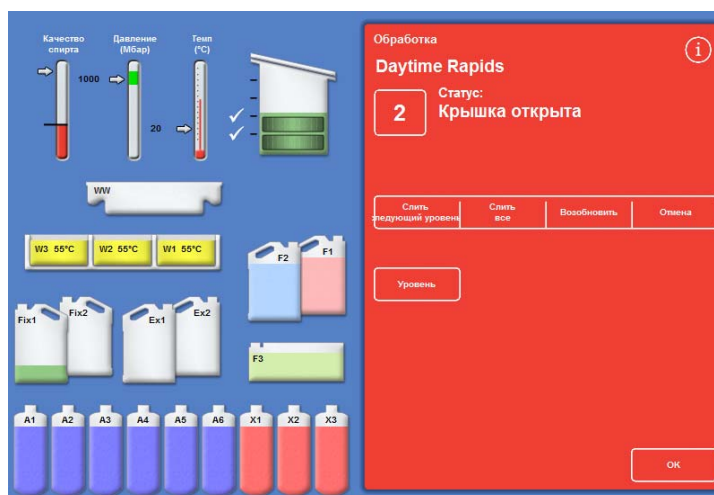 Качество
спирта
Давление
(Мбар)
Темп
(°C)
1000
20
WW
W3 55°C
W2 55°C
W1 55°C
F2
F1
Fix1
Fix2
Ex1
Ex2
F3
A1
A2
A3
A4
A5
A6
X1
X2
X3
Обработка
i
Daytime Rapids
2
Статус:
Крышка открыта
Слить
следующий уровень
Слить
все
Возобновить
Отмена
Уровень
OK